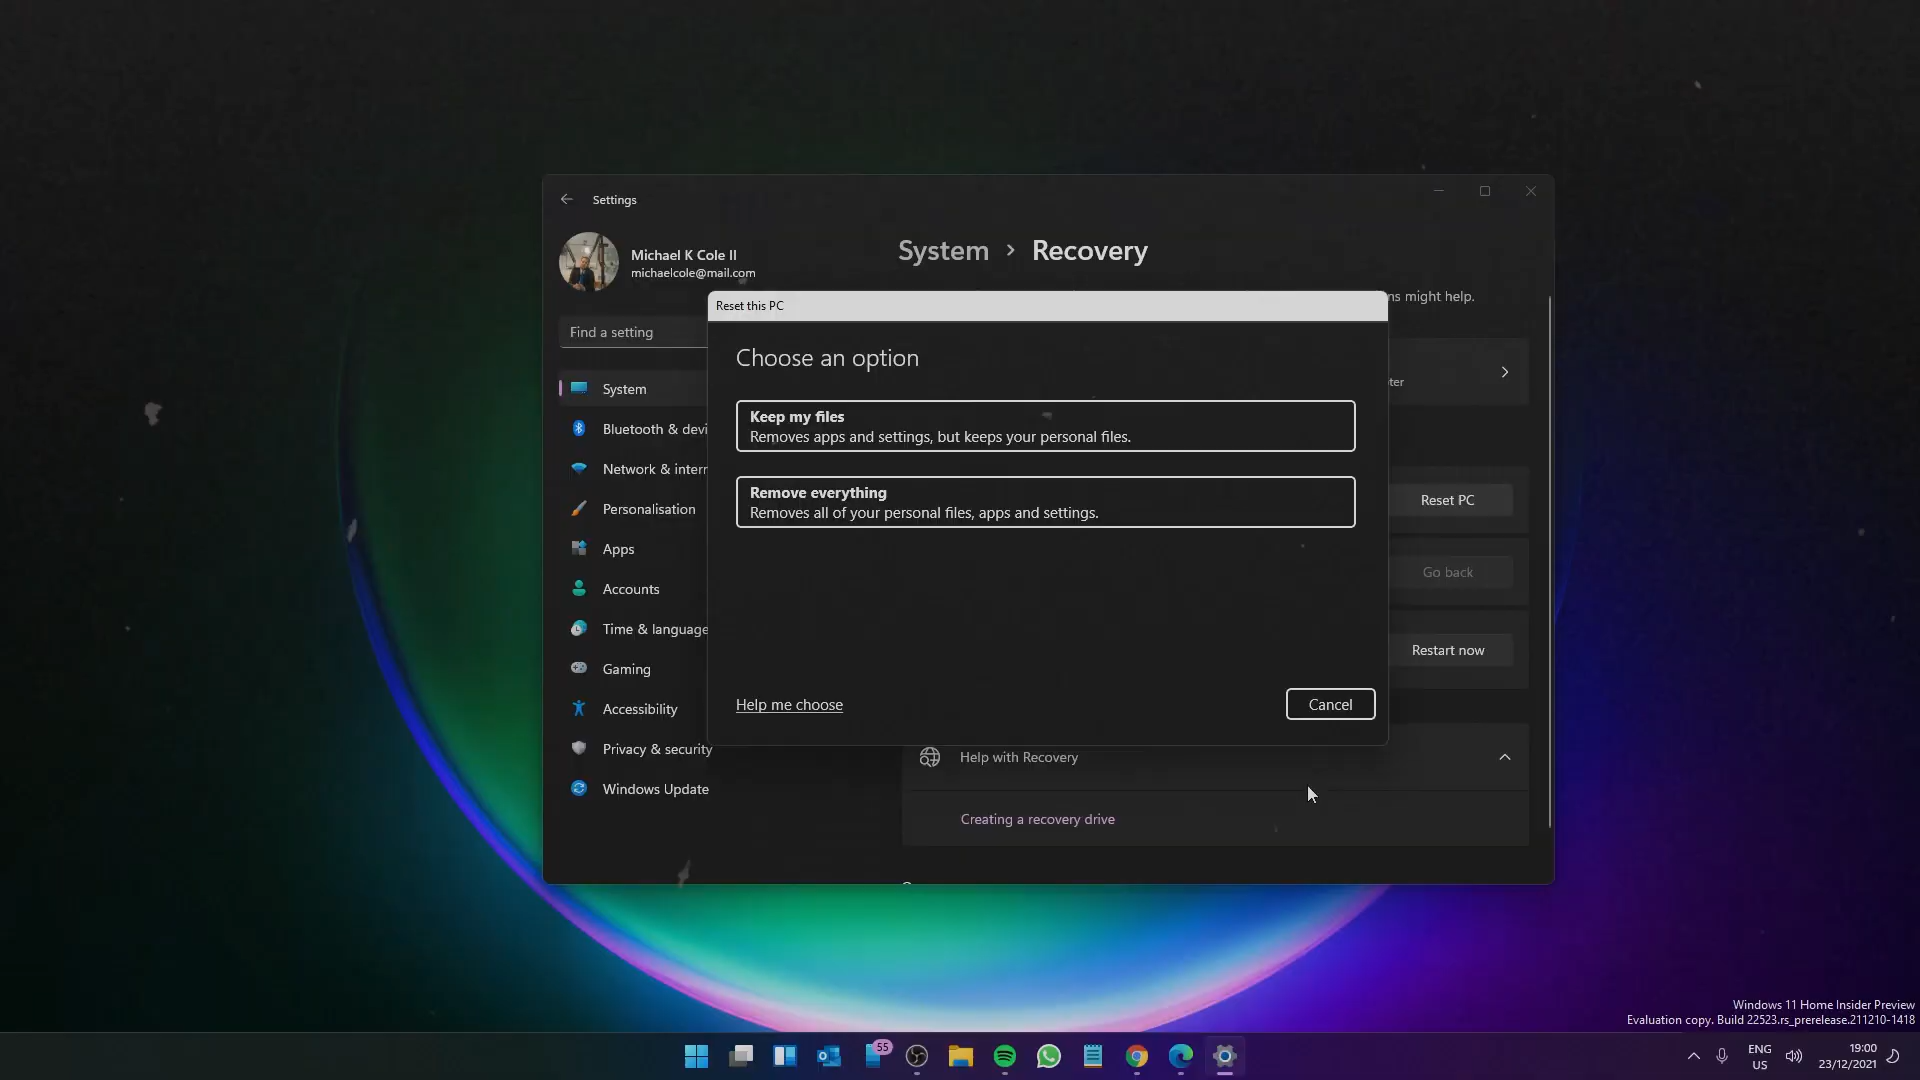 Settings
Michael K Cole II
michaelcole@mail.com
System > Recovery
ns might help.
Find a setting
System
Bluetooth & devi
Network & intern
Personalisation
Apps
Accounts
Time & language
Gaming
Accessibility
Privacy & security
Windows Update
Reset this PC
Choose an option
Keep my files
Removes apps and settings, but keeps your personal files.
Remove everything
Removes all of your personal files, apps and settings.
Help me choose
Cancel
ter
Reset PC
Go back
Restart now
Help with Recovery
Creating a recovery drive
Windows 11 Home Insider Preview
Evaluation copy. Build 22523.rs_prerelease.211210-1418
55
ENG
US
19:00
23/12/2021